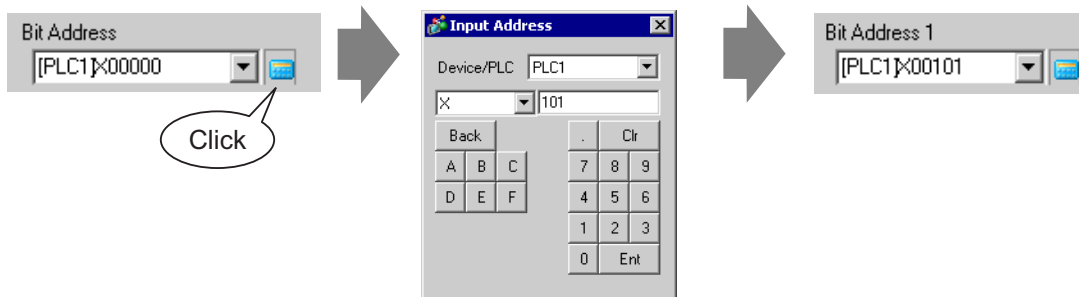 Bit Address
[PLC1]X00000
Click
Input Address
Device/PLC PLC1
X 101
Back . Clr
A B C 7 8 9
D E F 4 5 6
1 2 3
0 Ent
Bit Address 1
[PLC1]X00101